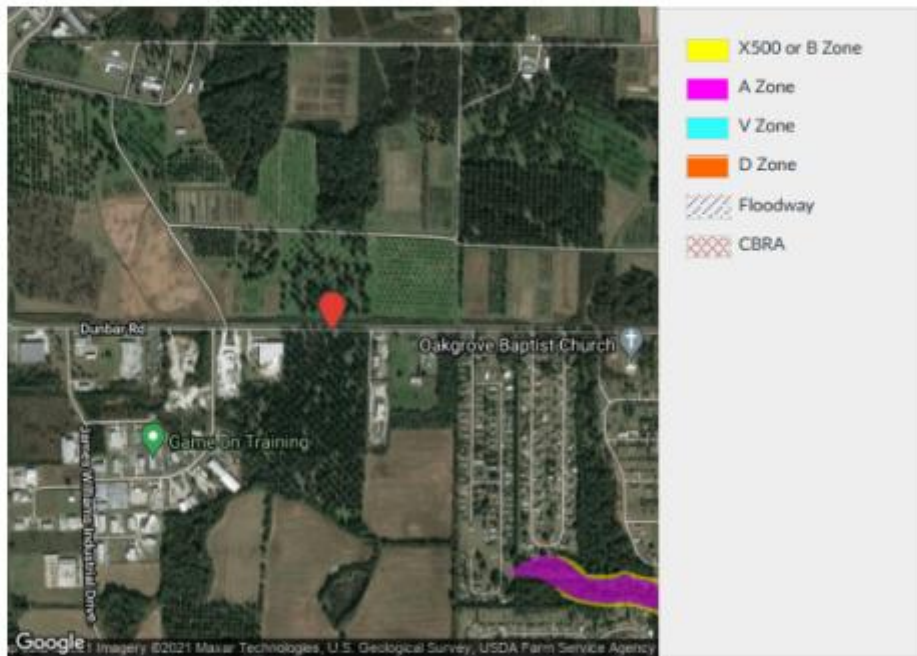 X500 or B Zone
A Zone
V Zone
D Zone
Floodway
CBRA
Dunbar Rd
Oakgrove Baptist Church
Game On Training
James Williams Industrial Drive
Google
Imagery ©2021 Maxar Technologies, U.S. Geological Survey, USDA Farm Service Agency